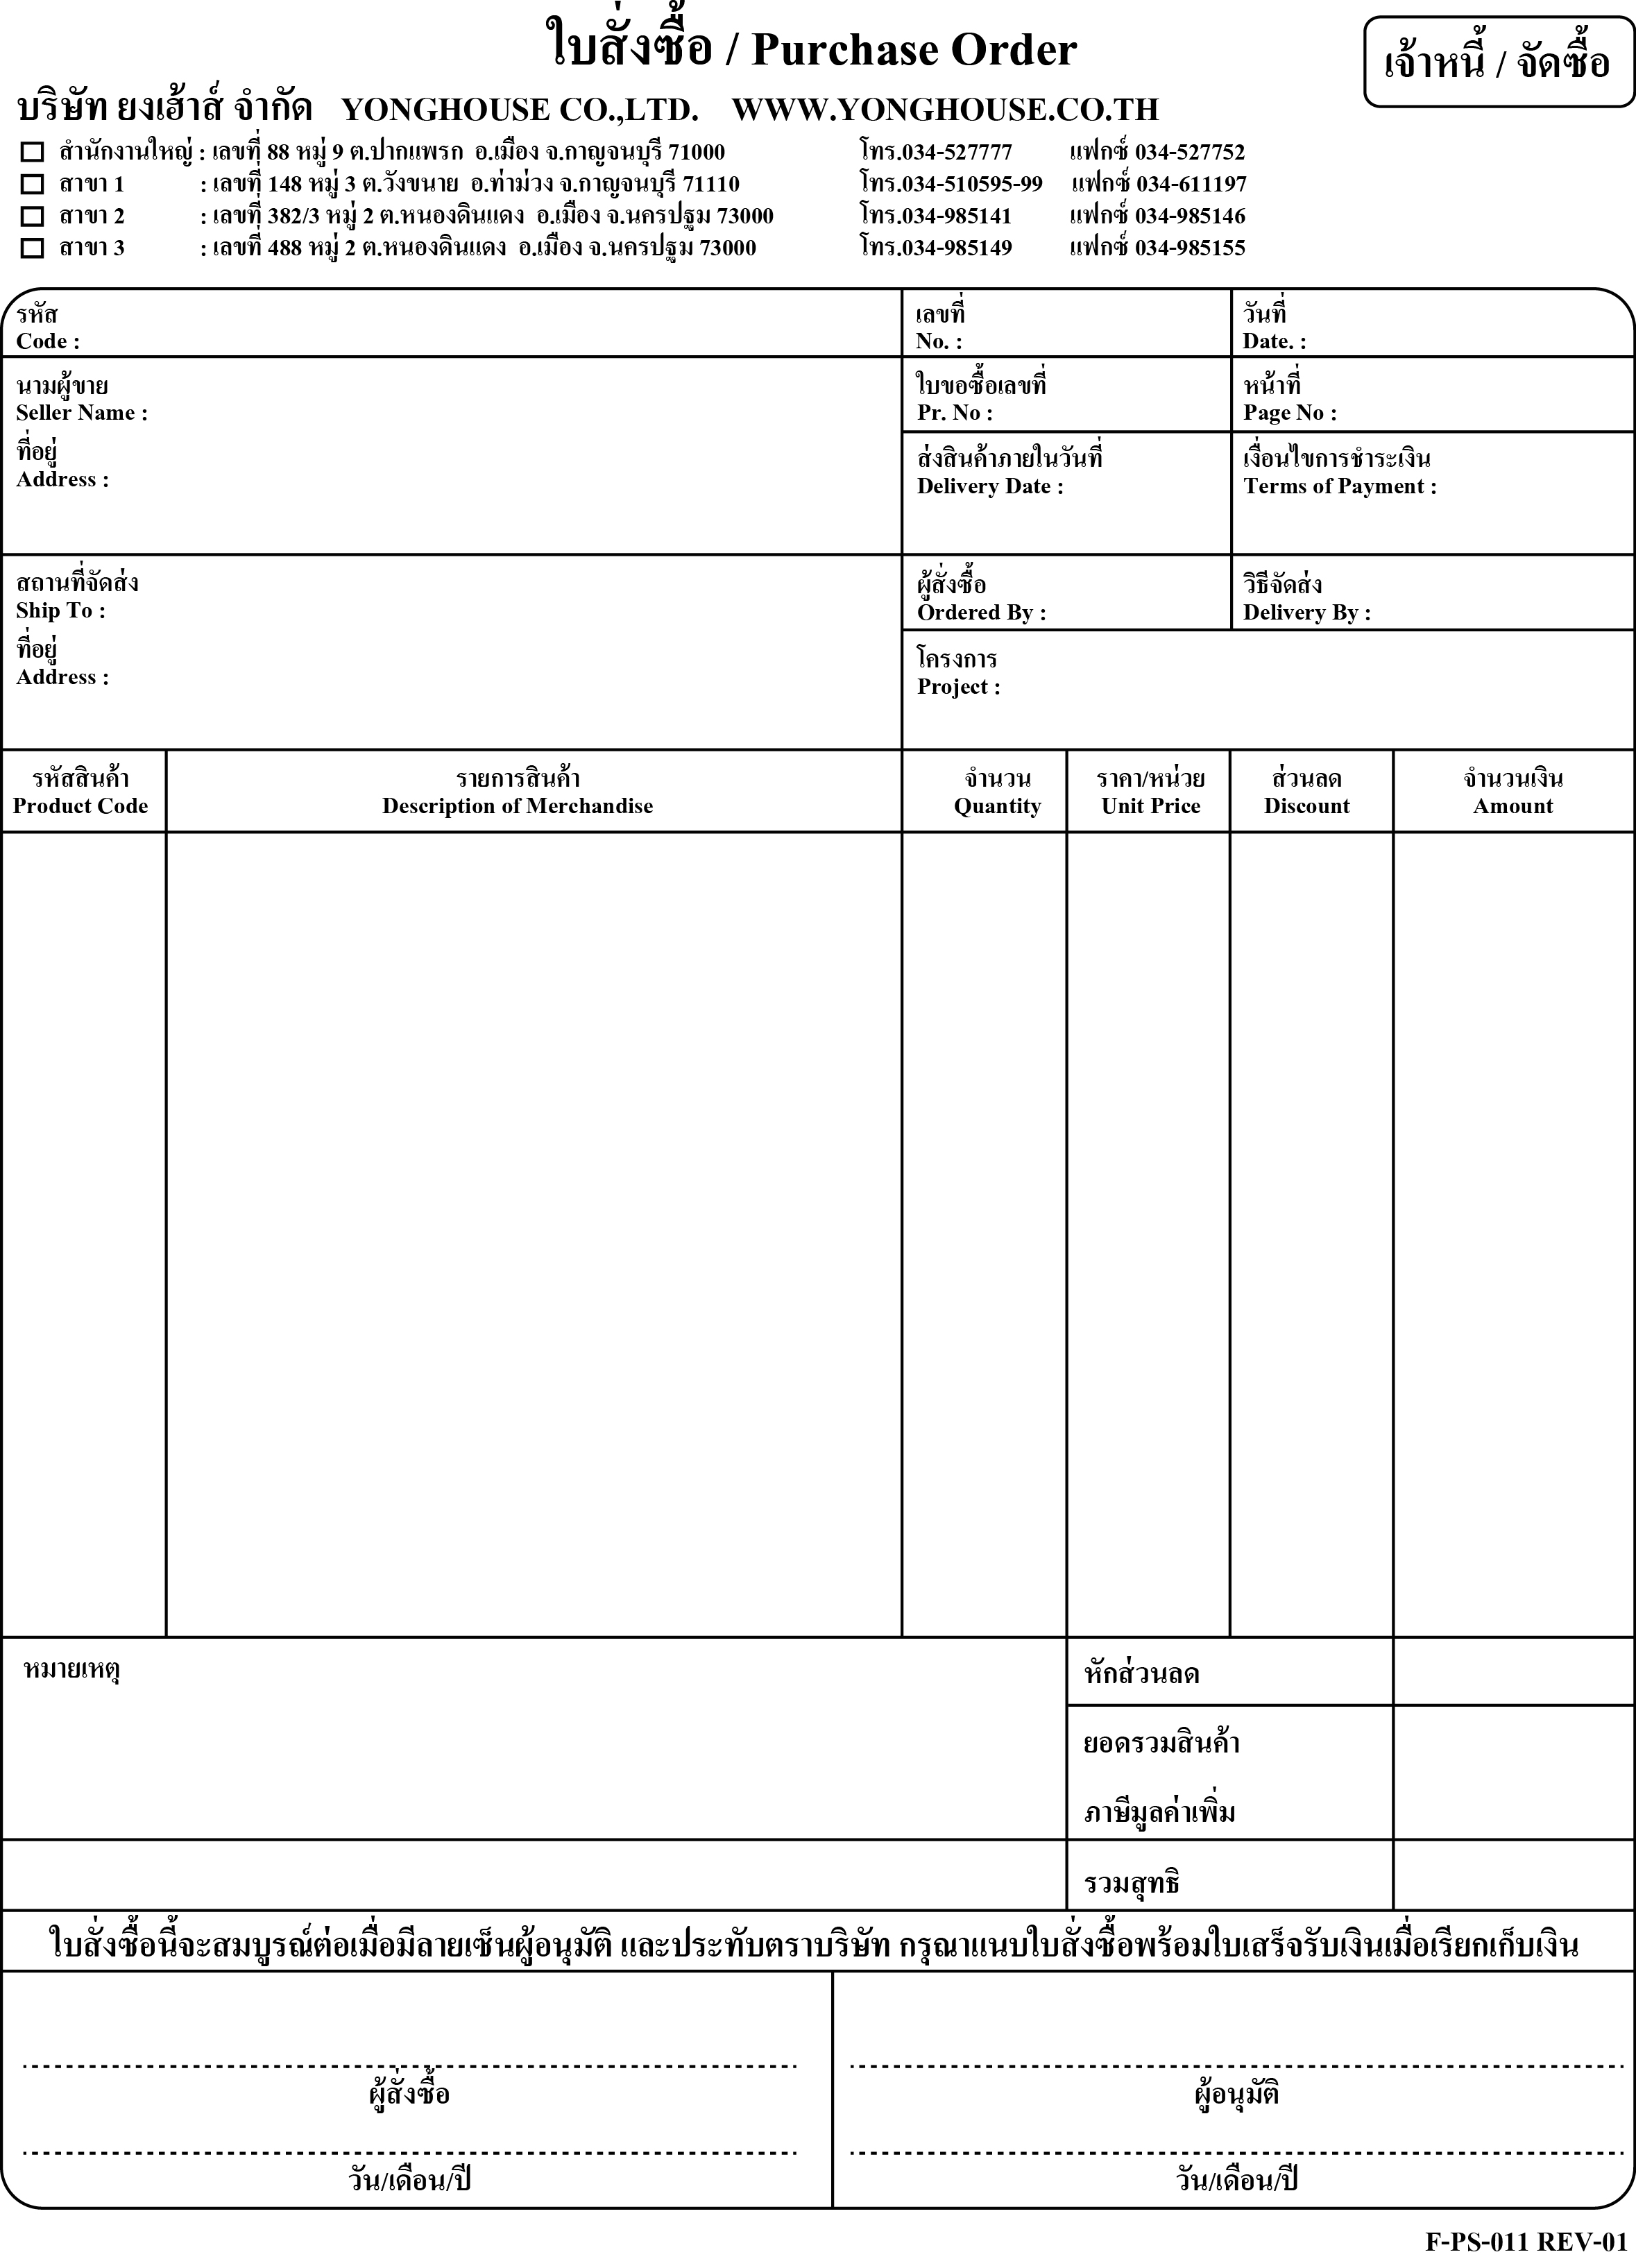 ใบสั่งซื้อ / Purchase Order
เจ้าหนี้ / จัดซื้อ
บริษัท ยงเฮ้าส์ จำกัด YONGHOUSE CO.,LTD. WWW.YONGHOUSE.CO.TH
สำนักงานใหญ่ : เลขที่ 88 หมู่ 9 ต.ปากแพรก อ.เมือง จ.กาญจนบุรี 71000 โทร.034-527777 แฟกซ์ 034-527752
สาขา 1 : เลขที่ 148 หมู่ 3 ต.วังขนาย อ.ท่าม่วง จ.กาญจนบุรี 71110 โทร.034-510595-99 แฟกซ์ 034-611197
สาขา 2 : เลขที่ 382/3 หมู่ 2 ต.หนองดินแดง อ.เมือง จ.นครปฐม 73000 โทร.034-985141 แฟกซ์ 034-985146
สาขา 3 : เลขที่ 488 หมู่ 2 ต.หนองดินแดง อ.เมือง จ.นครปฐม 73000 โทร.034-985149 แฟกซ์ 034-985155
รหัส เลขที่ วันที่
Code : No. : Date. :
นามผู้ขาย ใบขอซื้อเลขที่ หน้าที่
Seller Name : Pr. No : Page No :
ที่อยู่ ส่งสินค้าภายในวันที่ เงื่อนไขการชำระเงิน
Address : Delivery Date : Terms of Payment :
สถานที่จัดส่ง ผู้สั่งซื้อ วิธีจัดส่ง
Ship To : Ordered By : Delivery By :
ที่อยู่ โครงการ
Address : Project :
รหัสสินค้า รายการสินค้า จำนวน ราคา/หน่วย ส่วนลด จำนวนเงิน
Product Code Description of Merchandise Quantity Unit Price Discount Amount
หมายเหตุ หักส่วนลด
ยอดรวมสินค้า
ภาษีมูลค่าเพิ่ม
รวมสุทธิ
ใบสั่งซื้อนี้จะสมบูรณ์ต่อเมื่อมีลายเซ็นผู้อนุมัติ และประทับตราบริษัท กรุณาแนบใบสั่งซื้อพร้อมใบเสร็จรับเงินเมื่อเรียกเก็บเงิน
ผู้สั่งซื้อ ผู้อนุมัติ
วัน/เดือน/ปี วัน/เดือน/ปี
F-PS-011 REV-01